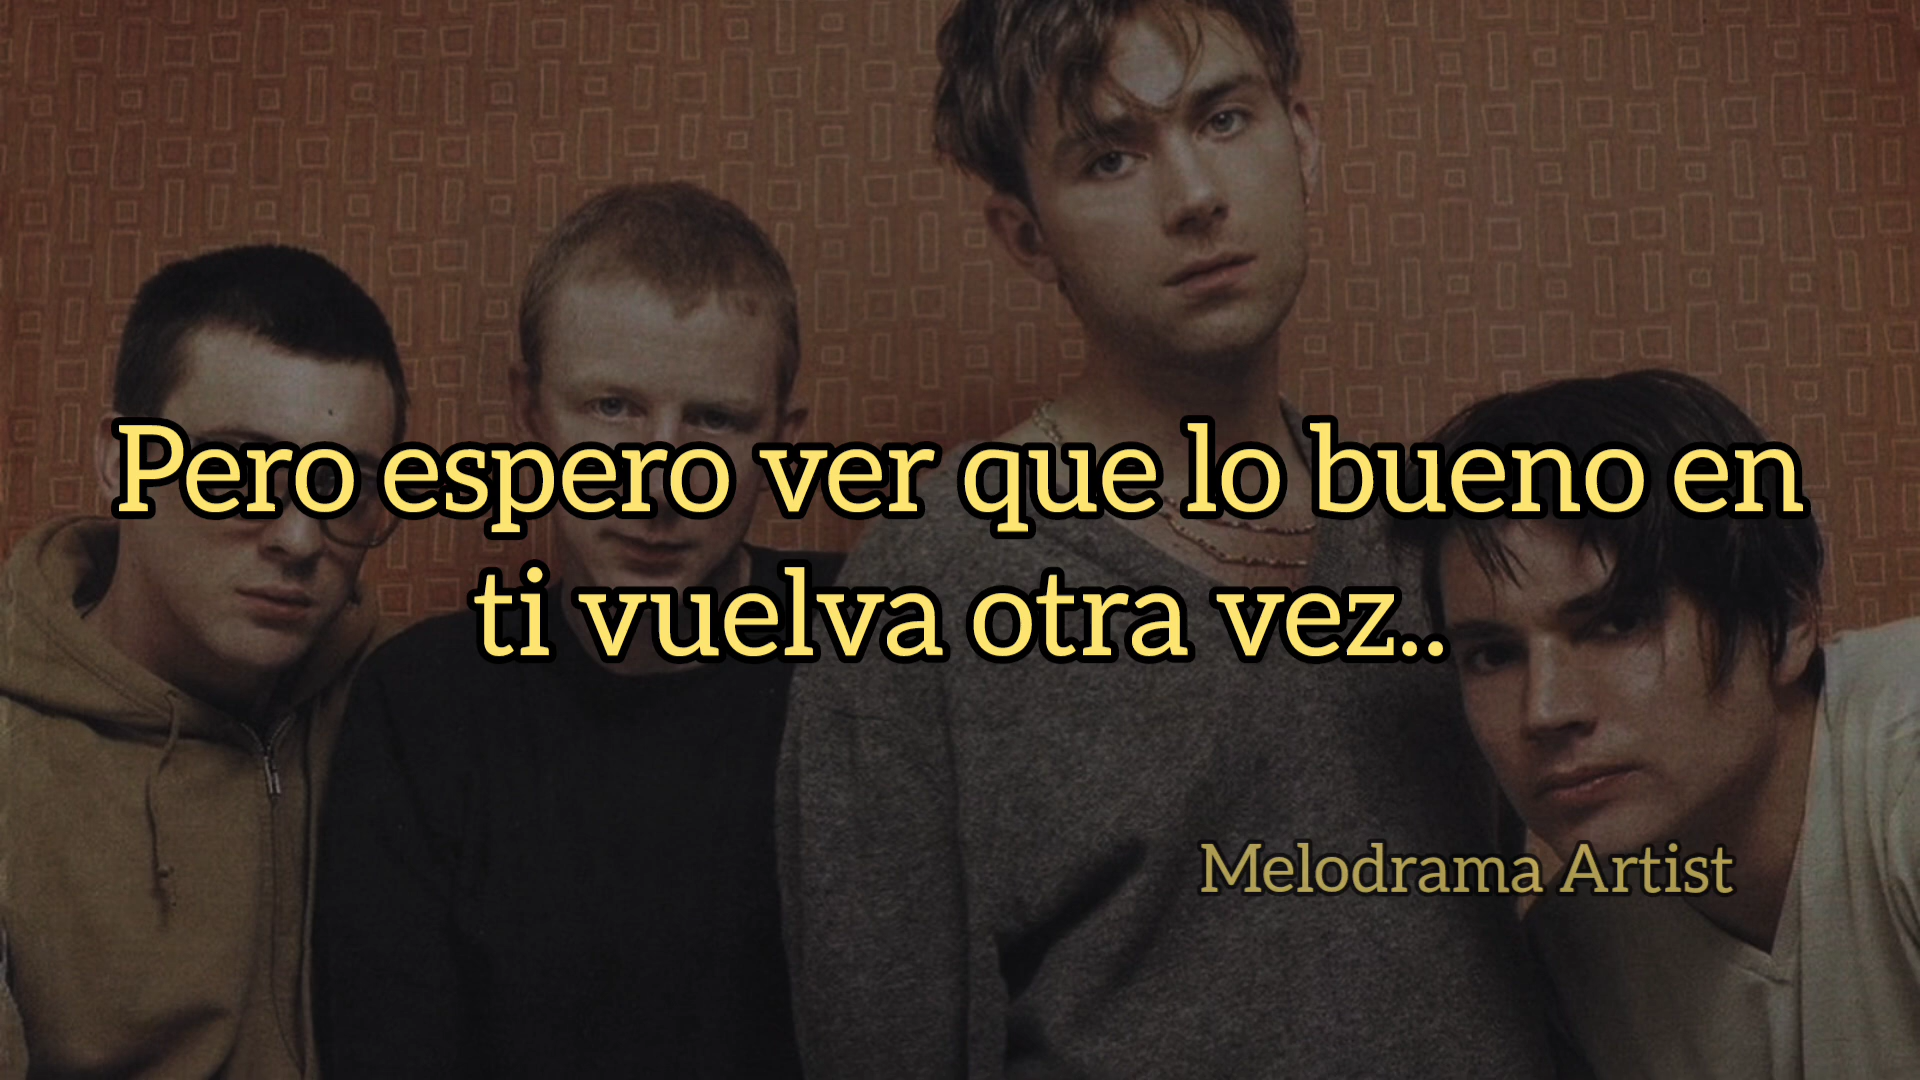 Pero espero ver que lo bueno en
ti vuelva otra vez..
Melodrama Artist